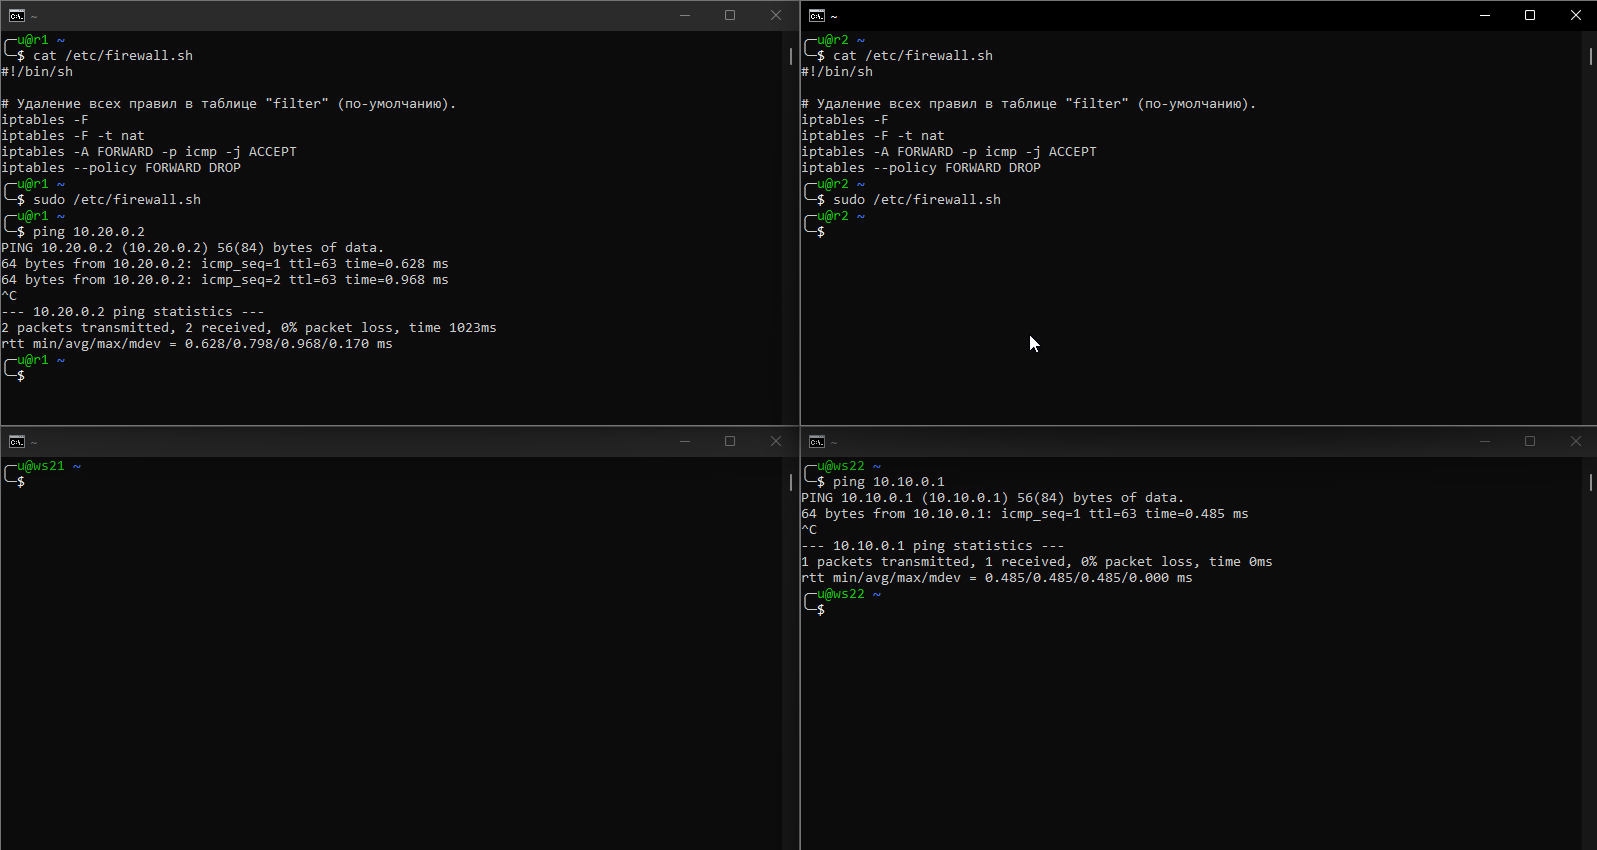 ~
u@r1 ~
$ cat /etc/firewall.sh
#!/bin/sh
# Удаление всех правил в таблице "filter" (по-умолчанию).
iptables -F
iptables -F -t nat
iptables -A FORWARD -p icmp -j ACCEPT
iptables --policy FORWARD DROP
u@r1 ~
$ sudo /etc/firewall.sh
u@r1 ~
$ ping 10.20.0.2
PING 10.20.0.2 (10.20.0.2) 56(84) bytes of data.
64 bytes from 10.20.0.2: icmp_seq=1 ttl=63 time=0.628 ms
64 bytes from 10.20.0.2: icmp_seq=2 ttl=63 time=0.968 ms
^C
--- 10.20.0.2 ping statistics ---
2 packets transmitted, 2 received, 0% packet loss, time 1023ms
rtt min/avg/max/mdev = 0.628/0.798/0.968/0.170 ms
u@r1 ~
$
~
u@r2 ~
$ cat /etc/firewall.sh
#!/bin/sh
# Удаление всех правил в таблице "filter" (по-умолчанию).
iptables -F
iptables -F -t nat
iptables -A FORWARD -p icmp -j ACCEPT
iptables --policy FORWARD DROP
u@r2 ~
$ sudo /etc/firewall.sh
u@r2 ~
$
~
u@ws21 ~
$
~
u@ws22 ~
$ ping 10.10.0.1
PING 10.10.0.1 (10.10.0.1) 56(84) bytes of data.
64 bytes from 10.10.0.1: icmp_seq=1 ttl=63 time=0.485 ms
^C
--- 10.10.0.1 ping statistics ---
1 packets transmitted, 1 received, 0% packet loss, time 0ms
rtt min/avg/max/mdev = 0.485/0.485/0.485/0.000 ms
u@ws22 ~
$